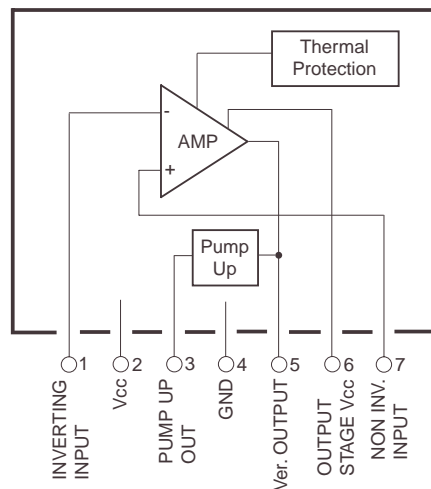 Thermal
Protection
-
AMP
+
Pump
Up
1
2
3
4
5
6
7
INVERTING
INPUT
Vcc
PUMP UP
OUT
GND
Ver. OUTPUT
OUTPUT
STAGE Vcc
NON INV.
INPUT